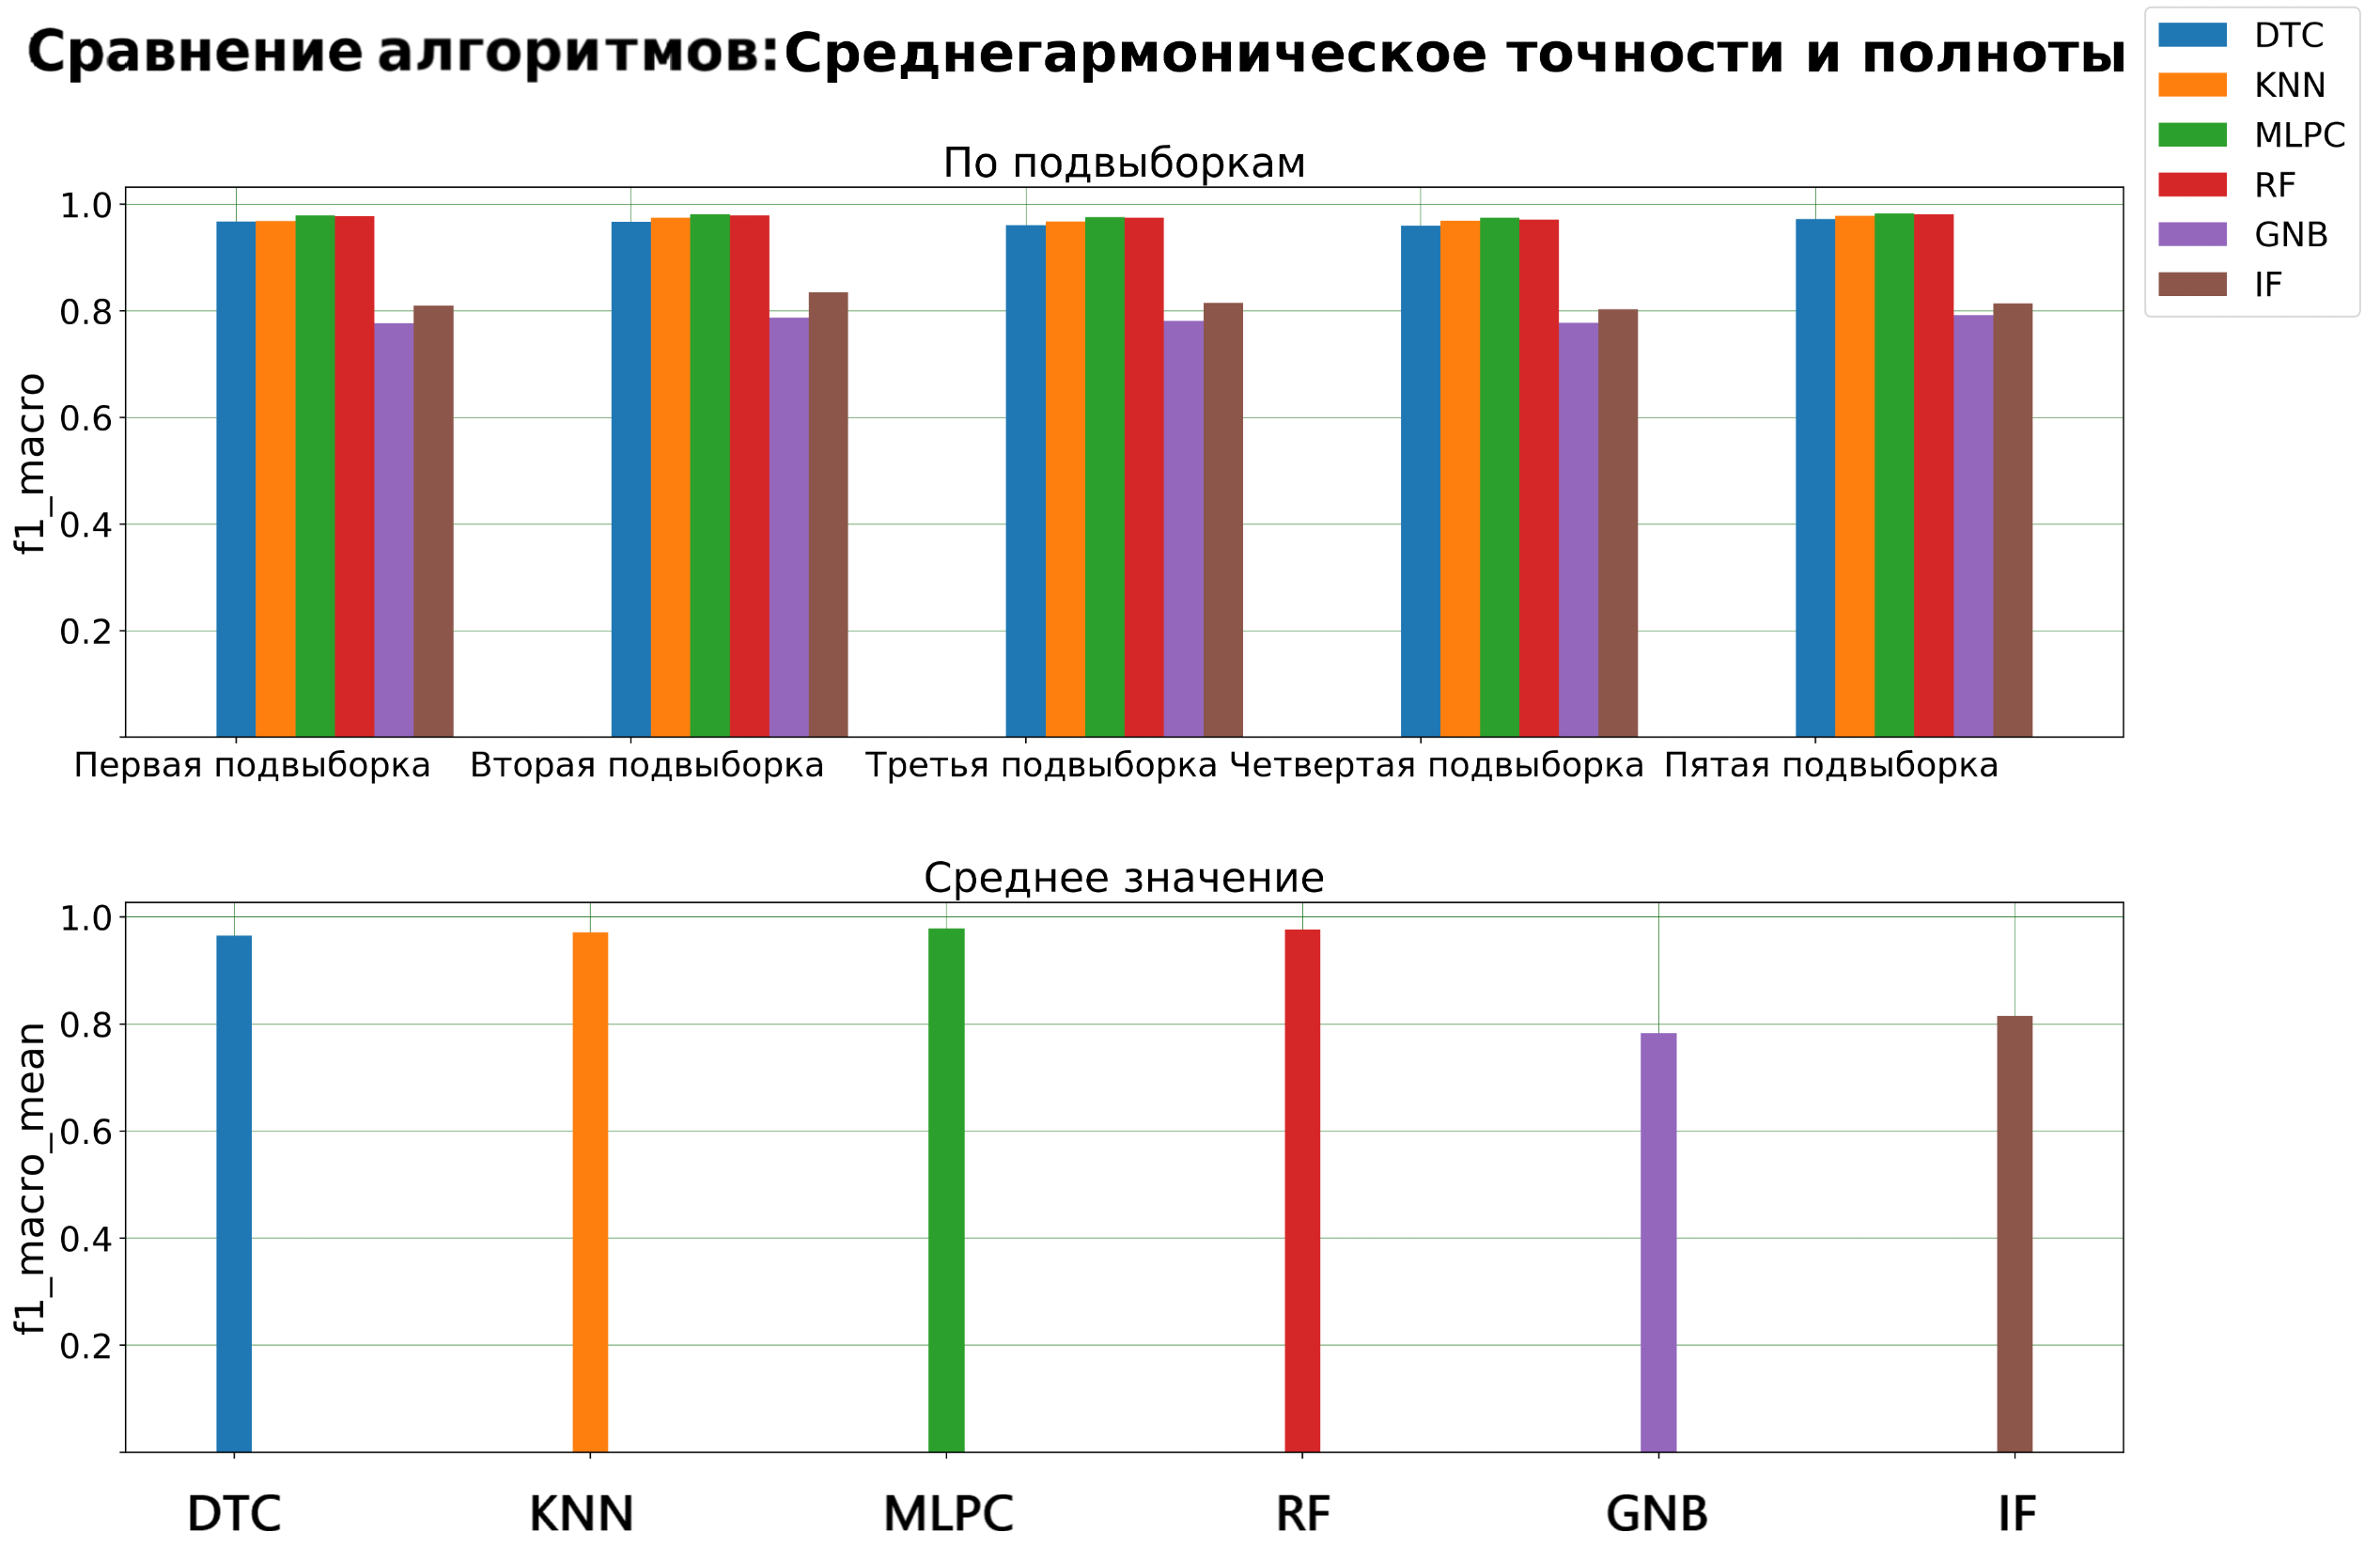 Сравнение алгоритмов:Среднегармоническое точности и полноты
DTC
KNN
MLPC
RF
GNB
IF
По подвыборкам
f1_macro
1.0
0.8
0.6
0.4
0.2
Первая подвыборка Вторая подвыборка Третья подвыборка Четвертая подвыборка Пятая подвыборка
Среднее значение
f1_macro_mean
1.0
0.8
0.6
0.4
0.2
DTC KNN MLPC RF GNB IF